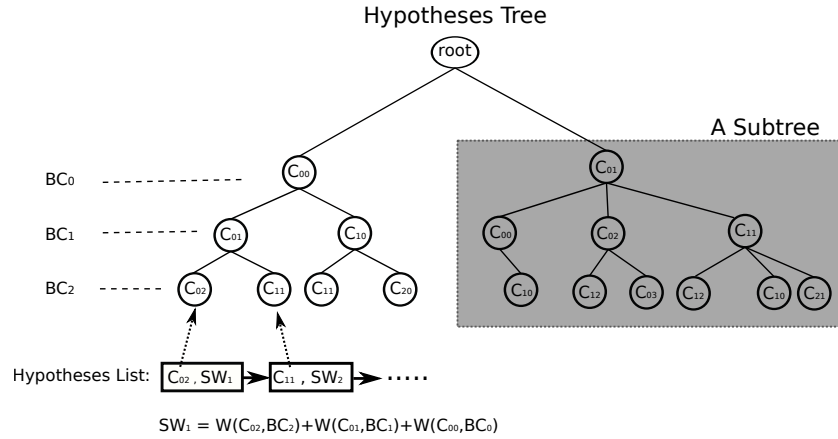 Hypotheses Tree
root
A Subtree
BC₀ C₀₀ C₀₁
BC₁ C₀₁ C₁₀ C₀₀ C₀₂ C₁₁
BC₂ C₀₂ C₁₁ C₁₁ C₂₀ C₁₀ C₁₂ C₀₃ C₁₂ C₁₀ C₂₁
Hypotheses List: C₀₂ , SW₁ C₁₁ , SW₂ .....
SW₁ = W(C₀₂,BC₂)+W(C₀₁,BC₁)+W(C₀₀,BC₀)